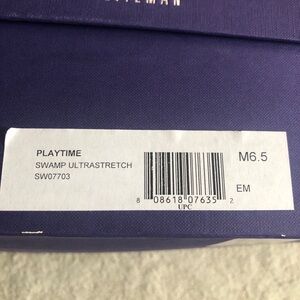 PLAYTIME
SWAMP ULTRASTRETCH
SW07703
M6.5
EM
8 08618 07635 2
UPC